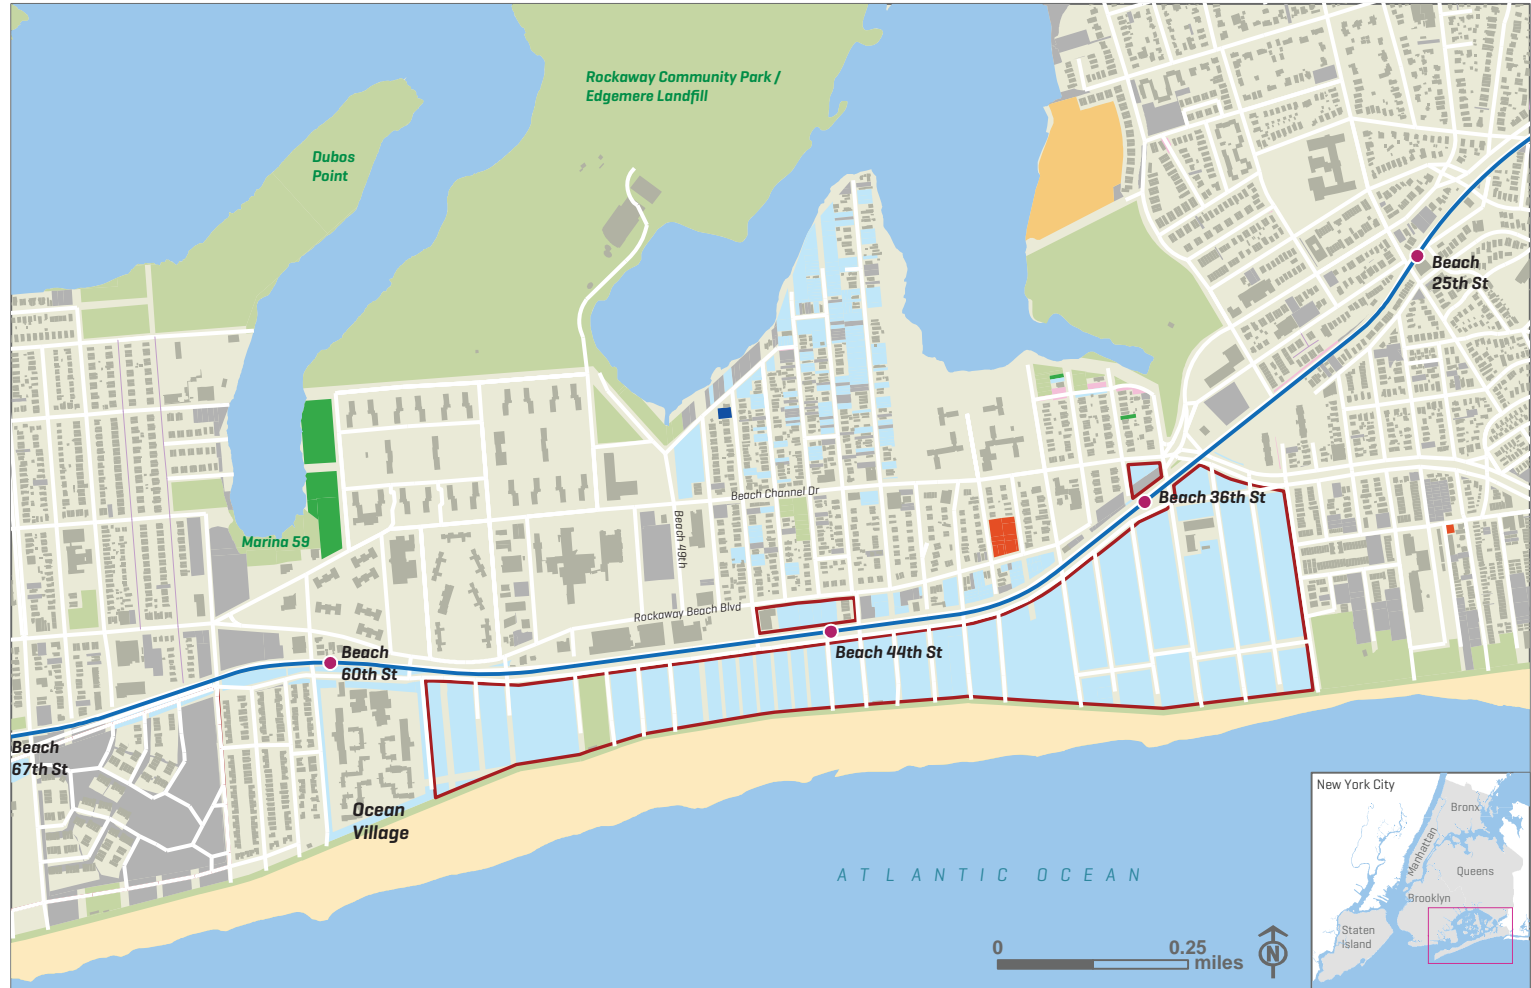 Rockaway Community Park /
Edgemere Landfill
Dubos
Point
Beach
25th St
Beach Channel Dr
Beach 36th St
Beach 49th
Marina 59
Rockaway Beach Blvd
Beach
60th St
Beach 44th St
Beach
67th St
Ocean
Village
ATLANTIC OCEAN
0
0.25
miles
N
New York City
Bronx
Manhattan
Queens
Brooklyn
Staten
Island